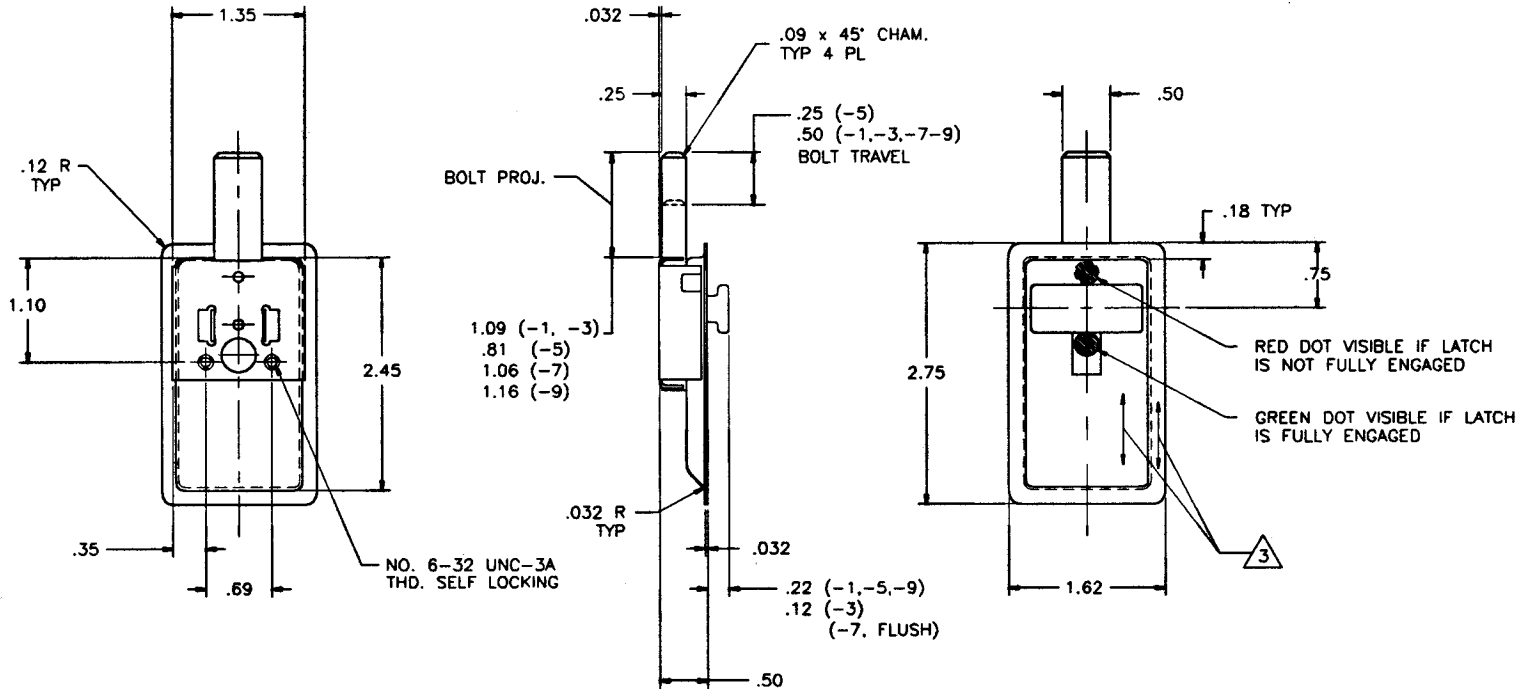 1.35
.12 R
TYP
1.10
2.45
.35
.69
NO. 6-32 UNC-3A
THD. SELF LOCKING
.032
.09 x 45° CHAM.
TYP 4 PL
.25
.25 (-5)
.50 (-1,-3,-7-9)
BOLT TRAVEL
BOLT PROJ.
1.09 (-1, -3)
.81 (-5)
1.06 (-7)
1.16 (-9)
.032 R
TYP
.032
.22 (-1,-5,-9)
.12 (-3)
(-7, FLUSH)
.50
.50
.18 TYP
.75
2.75
RED DOT VISIBLE IF LATCH
IS NOT FULLY ENGAGED
GREEN DOT VISIBLE IF LATCH
IS FULLY ENGAGED
3
1.62